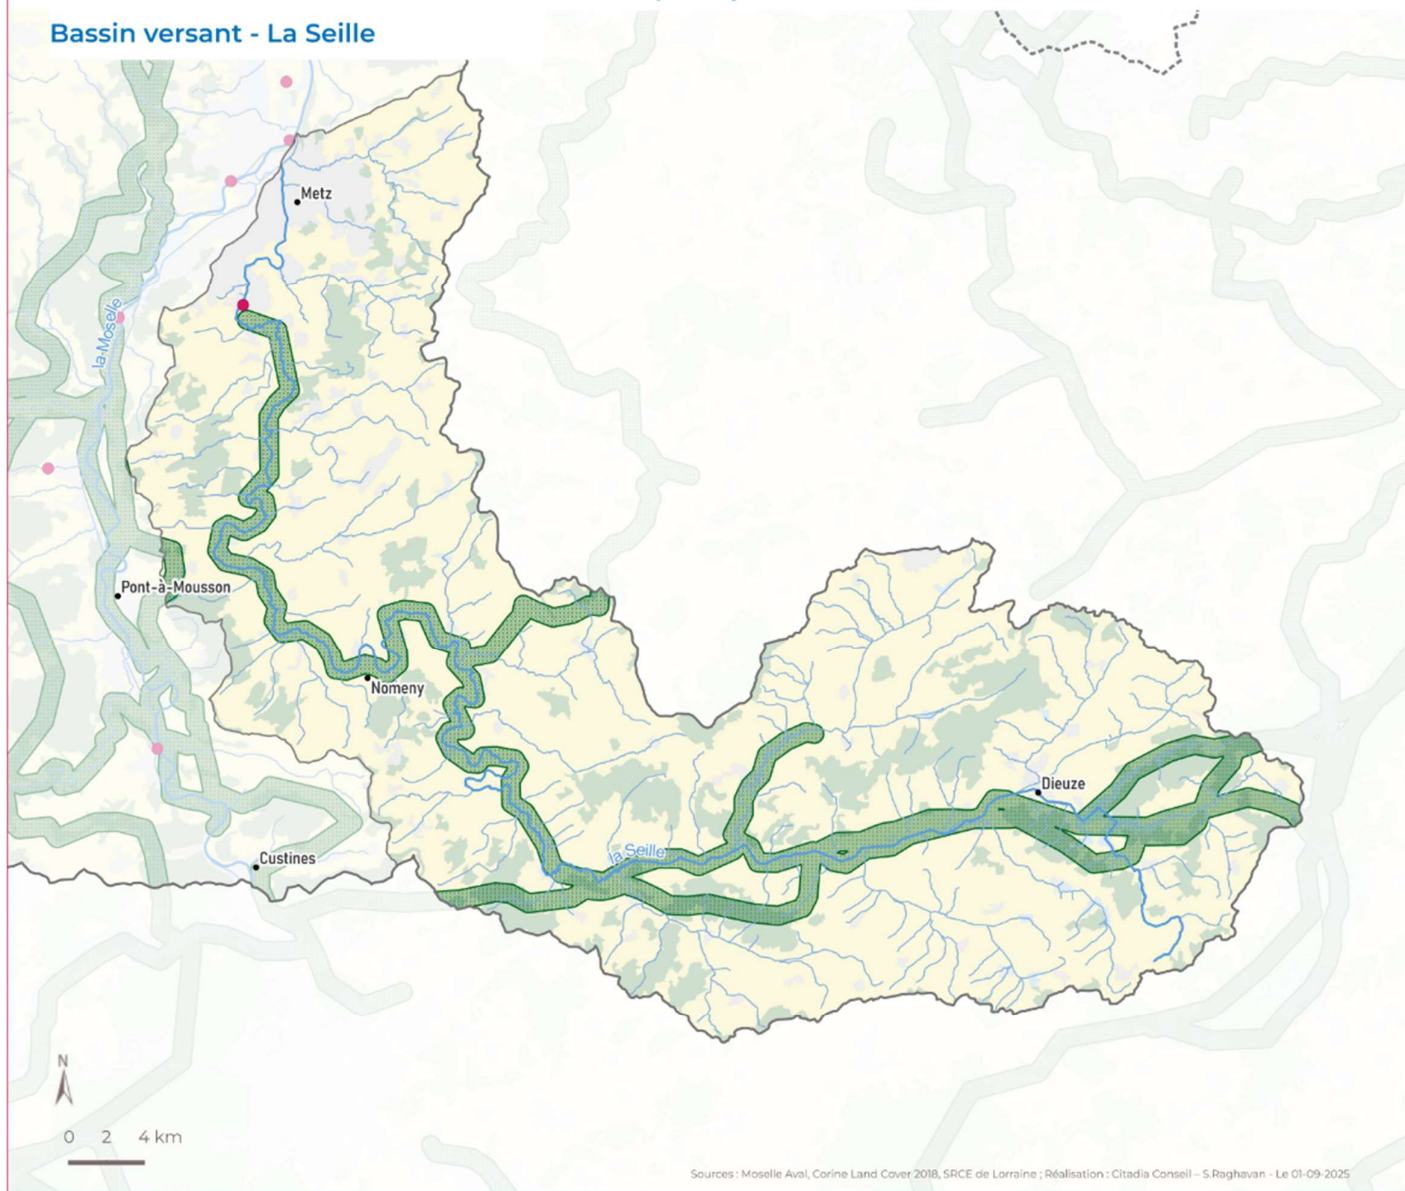 Bassin versant - La Seille
Metz
la Moselle
Pont-à-Mousson
Nomeny
Dieuze
la Seille
Custines
N
0 2 4 km
Sources : Moselle Aval, Corine Land Cover 2018, SRCE de Lorraine ; Réalisation : Citadia Conseil – S.Raghavan - Le 01-09-2025